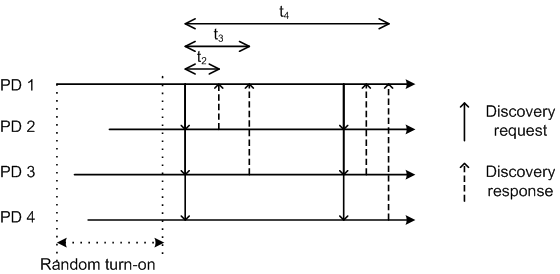 t4
t3
t2
PD 1
PD 2
PD 3
PD 4
Discovery
request
Discovery
response
Random turn-on